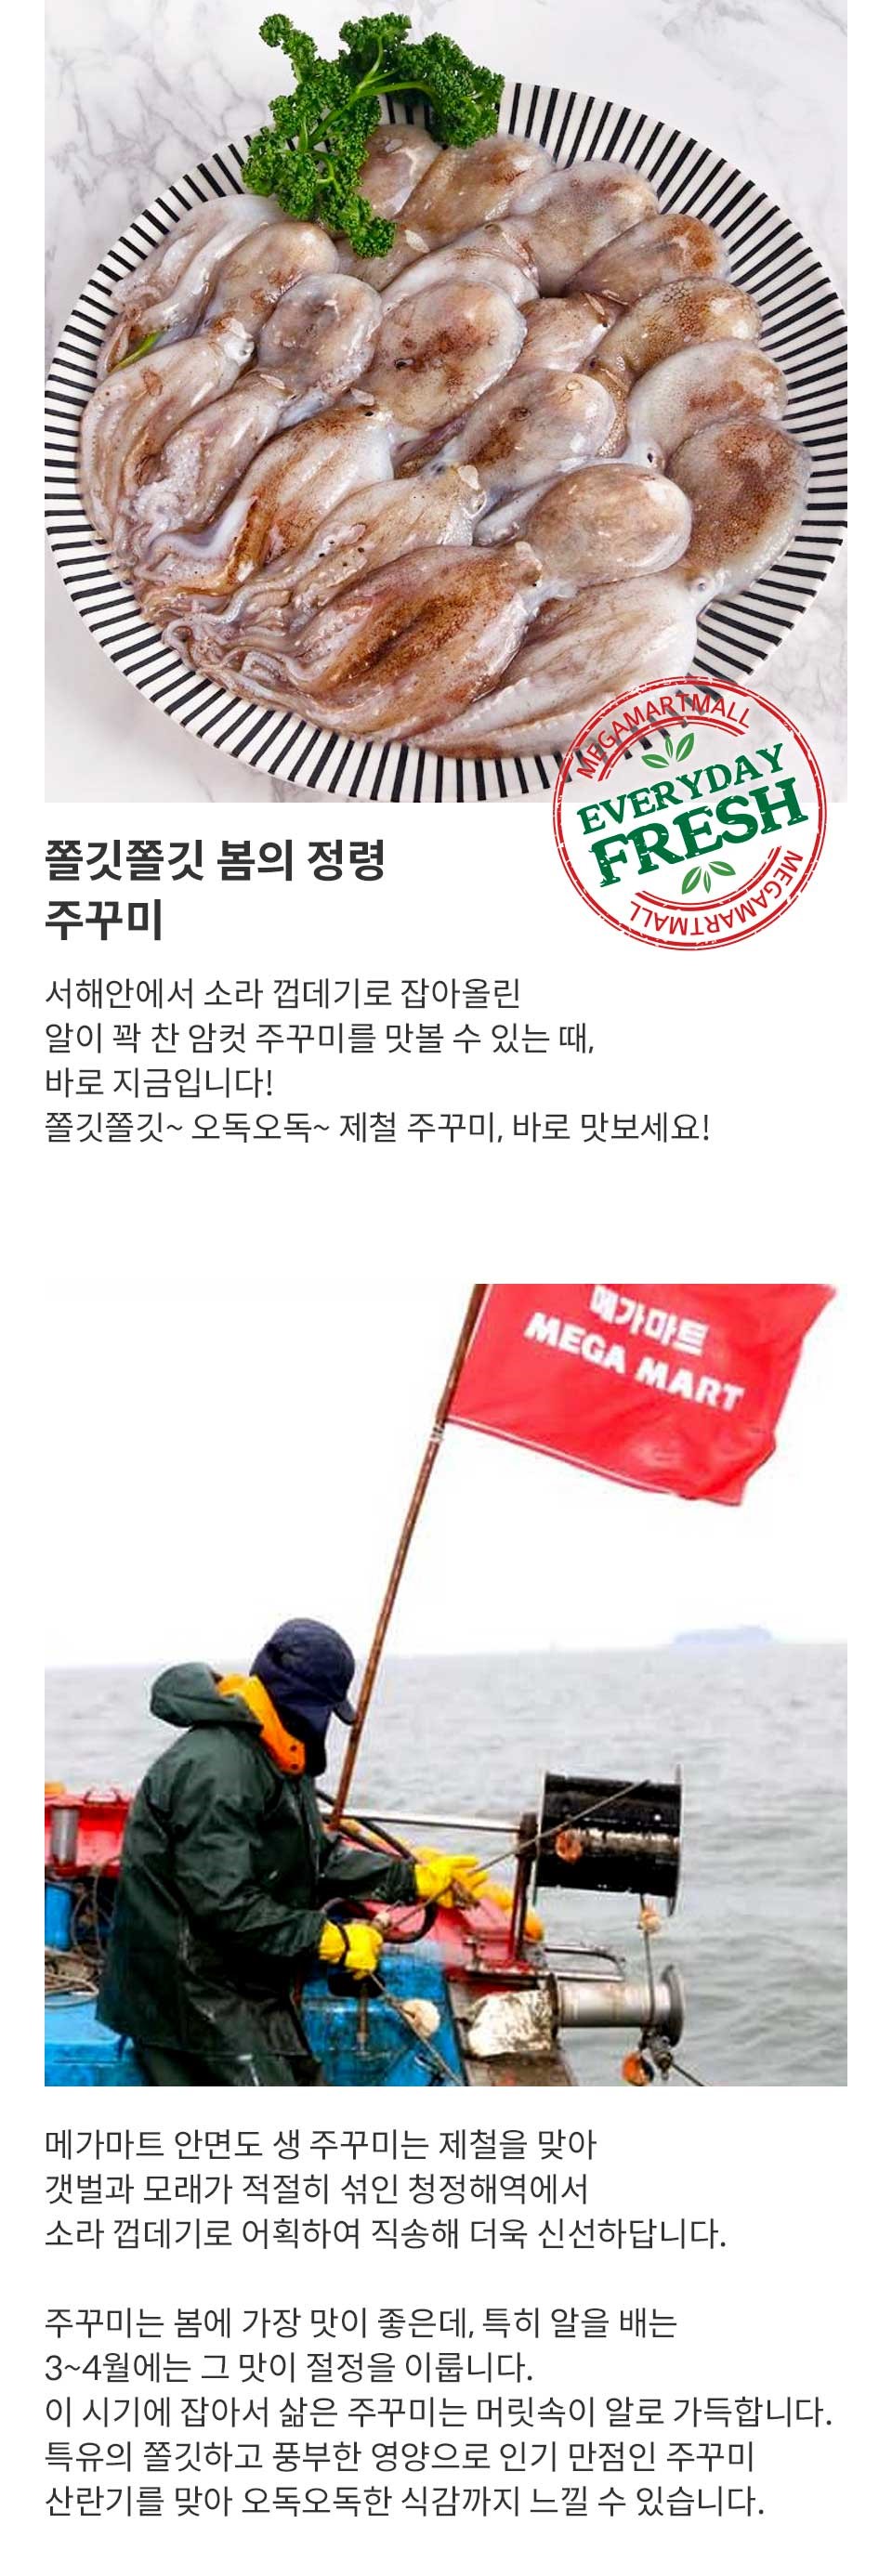 MEGAMARTMALL
EVERYDAY
FRESH
MEGAMARTMALL
쫄깃쫄깃 봄의 정령
주꾸미
서해안에서 소라 껍데기로 잡아올린
알이 꽉 찬 암컷 주꾸미를 맛볼 수 있는 때,
바로 지금입니다!
쫄깃쫄깃~ 오독오독~ 제철 주꾸미, 바로 맛보세요!
메가마트
MEGA MART
메가마트 안면도 생 주꾸미는 제철을 맞아
갯벌과 모래가 적절히 섞인 청정해역에서
소라 껍데기로 어획하여 직송해 더욱 신선하답니다.
주꾸미는 봄에 가장 맛이 좋은데, 특히 알을 배는
3~4월에는 그 맛이 절정을 이룹니다.
이 시기에 잡아서 삶은 주꾸미는 머릿속이 알로 가득합니다.
특유의 쫄깃하고 풍부한 영양으로 인기 만점인 주꾸미
산란기를 맞아 오독오독한 식감까지 느낄 수 있습니다.